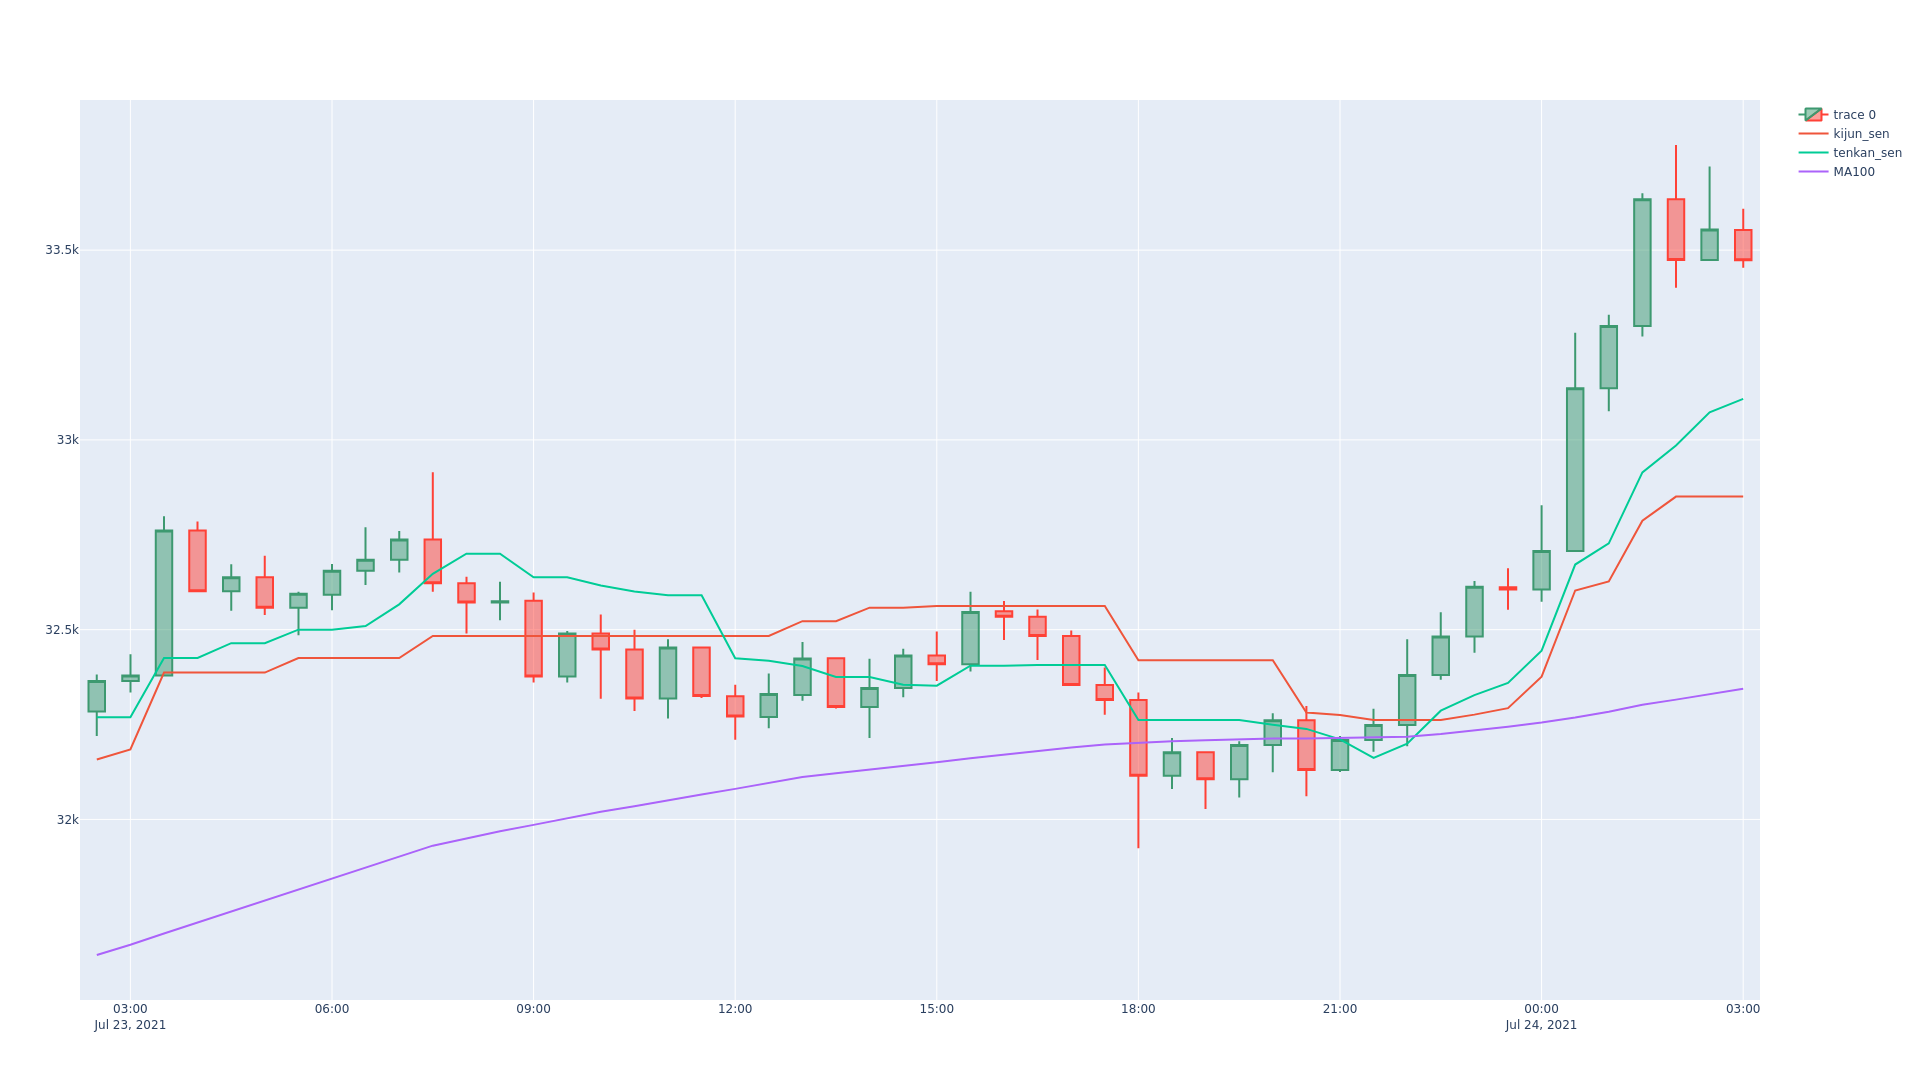 trace 0
kijun_sen
tenkan_sen
MA100
33.5k
33k
32.5k
32k
03:00 06:00 09:00 12:00 15:00 18:00 21:00 00:00 03:00
Jul 23, 2021 Jul 24, 2021